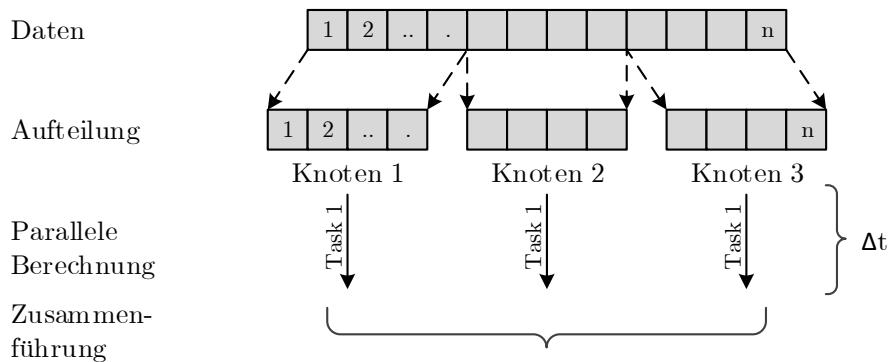 Daten
1 2 .. . n
Aufteilung
1 2 .. . n
Knoten 1 Knoten 2 Knoten 3
Task 1 Task 1 Task 1
Parallele
Berechnung
Δt
Zusammen-
führung